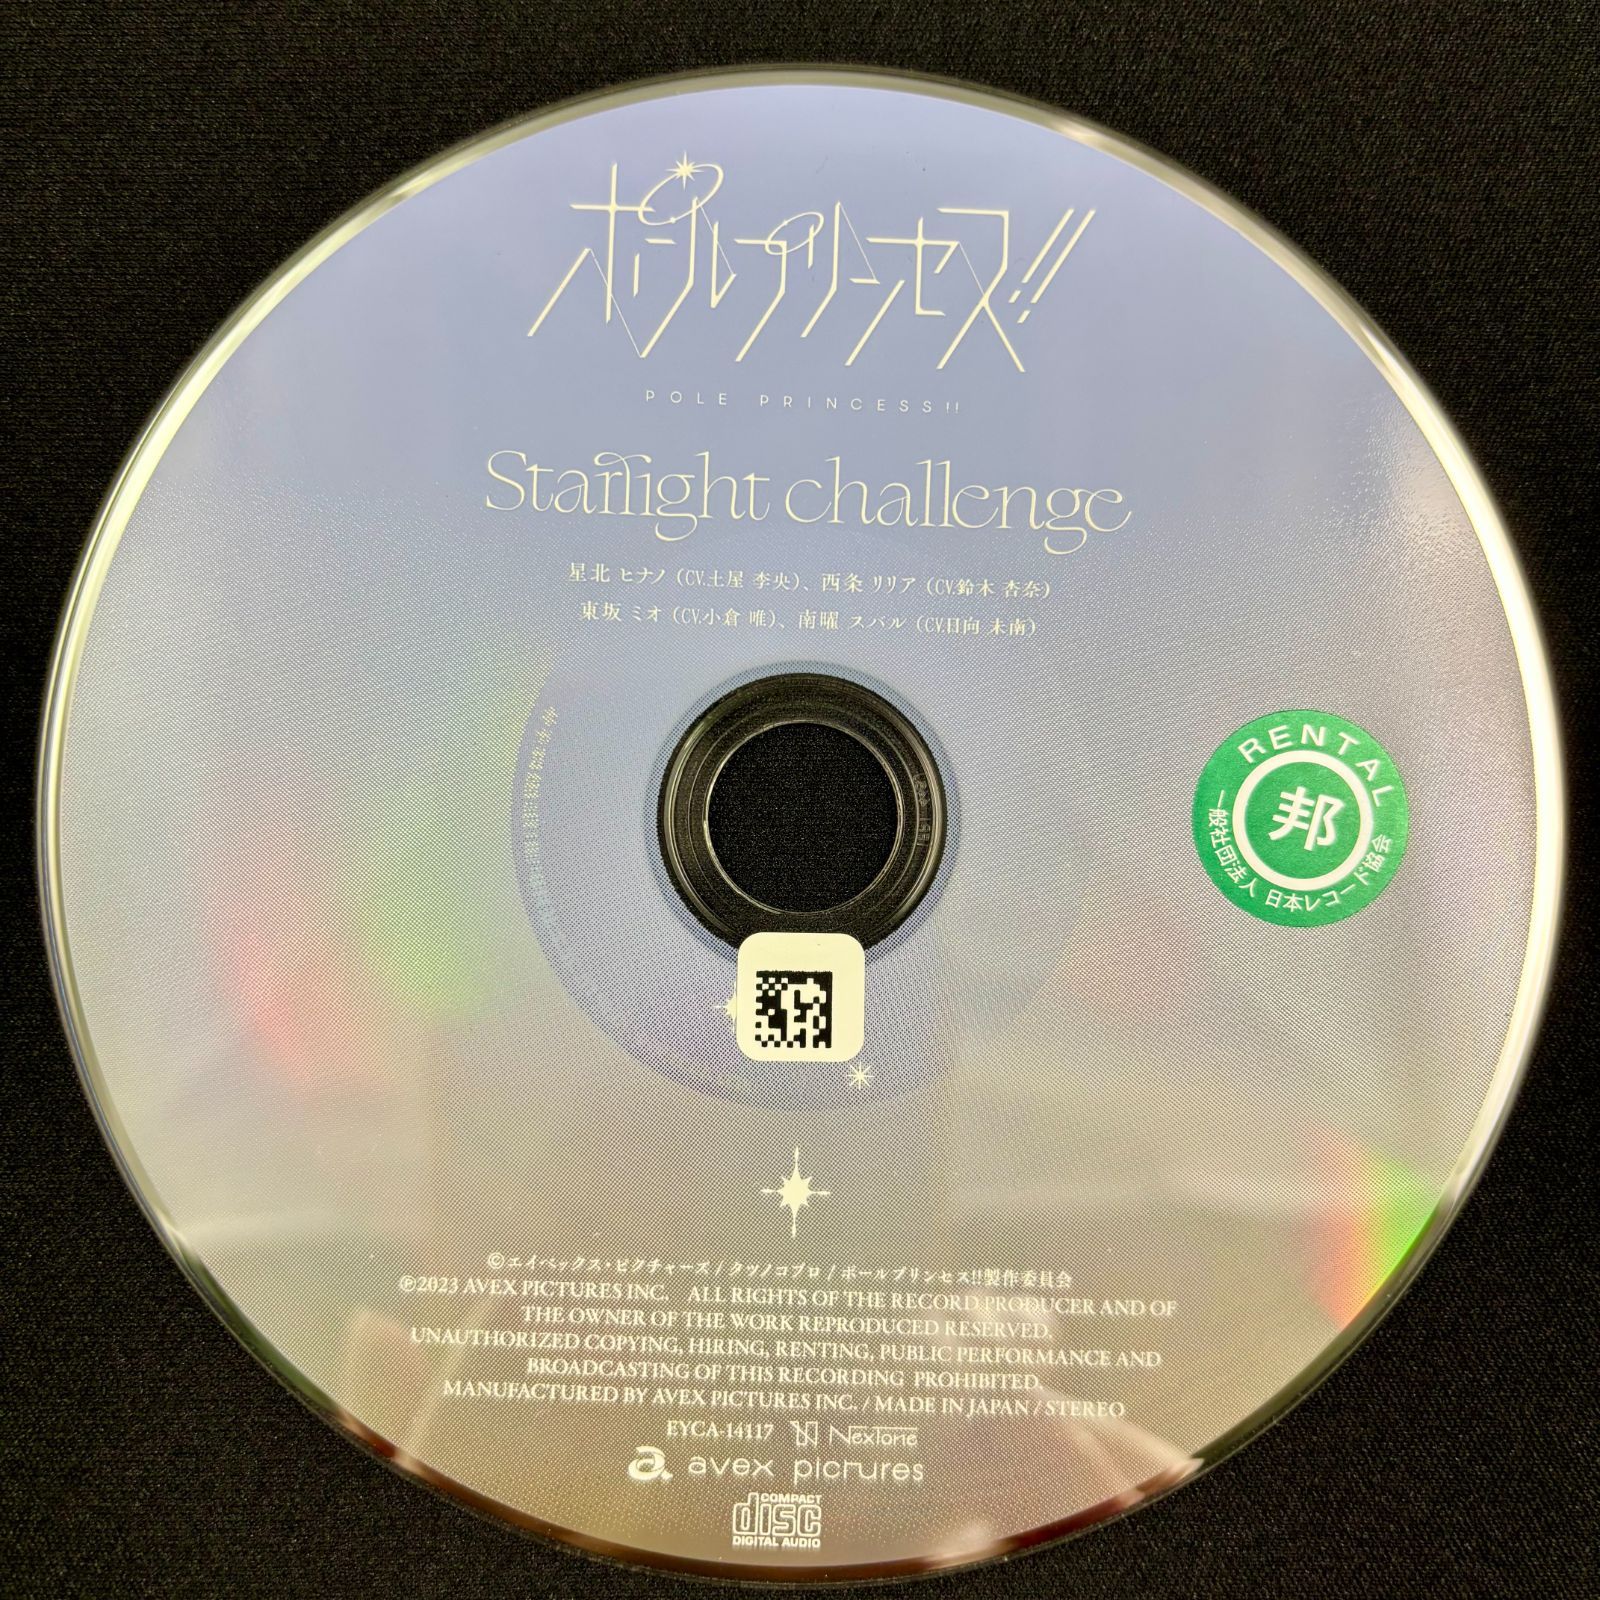 ポールプリンセス!!
POLE PRINCESS!!
Starlight challenge
星北 ヒナノ (CV.土屋 李央)、西条 リリア (CV.鈴木 杏奈)
東坂 ミオ (CV.小倉 唯)、南曜 スバル (CV.日向 未南)
RENTAL
邦
一般社団法人 日本レコード協会
©エイベックス・ピクチャーズ/タツノコプロ/ポールプリンセス!!製作委員会
℗2023 AVEX PICTURES INC. ALL RIGHTS OF THE RECORD PRODUCER AND OF
THE OWNER OF THE WORK REPRODUCED RESERVED.
UNAUTHORIZED COPYING, HIRING, RENTING, PUBLIC PERFORMANCE AND
BROADCASTING OF THIS RECORDING PROHIBITED.
MANUFACTURED BY AVEX PICTURES INC. / MADE IN JAPAN / STEREO
EYCA-14117 NexTone
a. avex pictures
COMPACT
disc
DIGITAL AUDIO